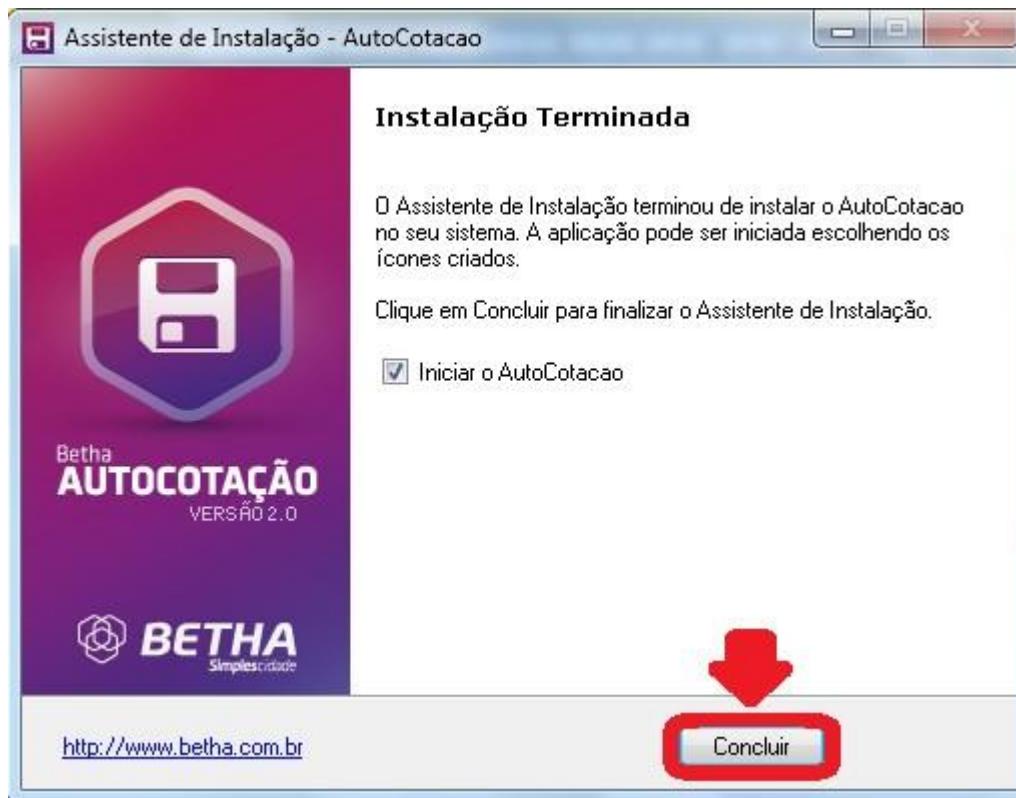 Assistente de Instalação - AutoCotacao
Instalação Terminada
O Assistente de Instalação terminou de instalar o AutoCotacao
no seu sistema. A aplicação pode ser iniciada escolhendo os
ícones criados.
Clique em Concluir para finalizar o Assistente de Instalação.
Iniciar o AutoCotacao
Betha
AUTOCOTAÇÃO
VERSÃO 2.0
BETHA
Simplescidade
http://www.betha.com.br
Concluir